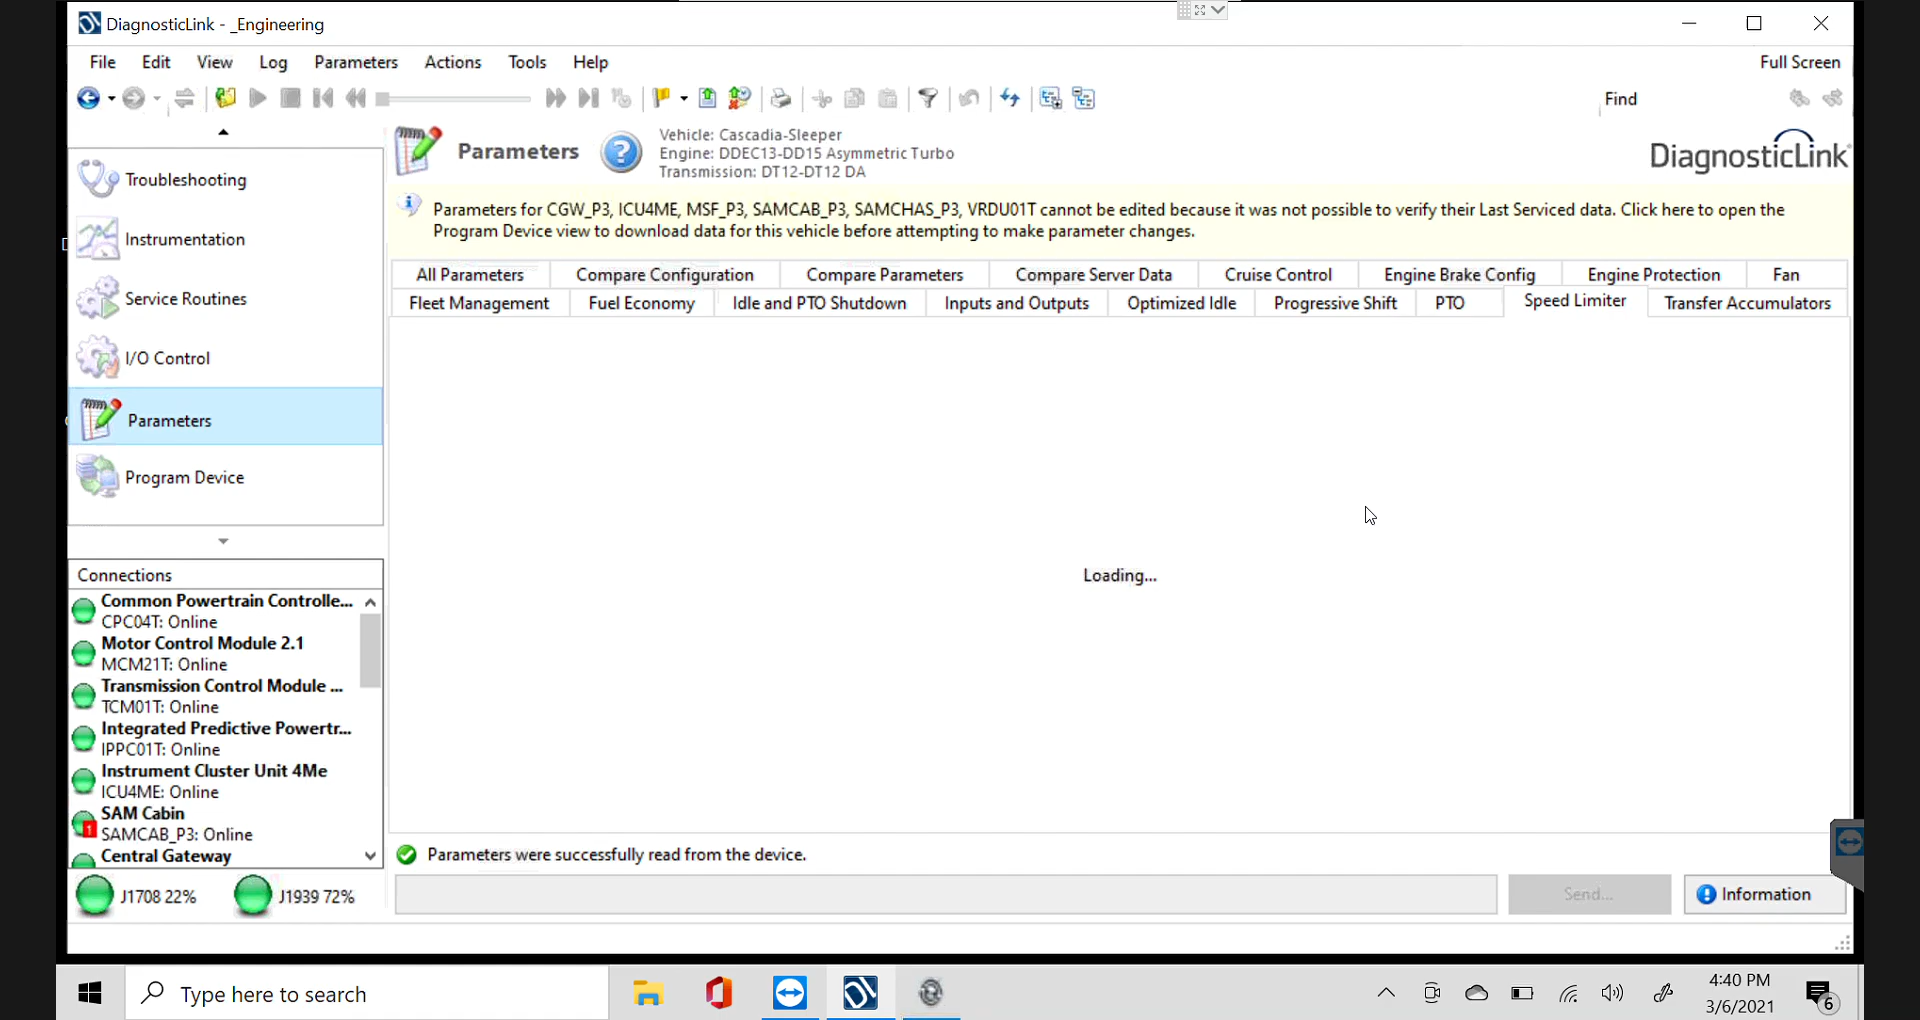 DiagnosticLink - _Engineering
File Edit View Log Parameters Actions Tools Help Full Screen
Find
Troubleshooting
Instrumentation
Service Routines
I/O Control
Parameters
Program Device
Parameters
?
Vehicle: Cascadia-Sleeper
Engine: DDEC13-DD15 Asymmetric Turbo
Transmission: DT12-DT12 DA
DiagnosticLink
Parameters for CGW_P3, ICU4ME, MSF_P3, SAMCAB_P3, SAMCHAS_P3, VRDU01T cannot be edited because it was not possible to verify their Last Serviced data. Click here to open the
Program Device view to download data for this vehicle before attempting to make parameter changes.
All Parameters Compare Configuration Compare Parameters Compare Server Data Cruise Control Engine Brake Config Engine Protection Fan
Fleet Management Fuel Economy Idle and PTO Shutdown Inputs and Outputs Optimized Idle Progressive Shift PTO Speed Limiter Transfer Accumulators
Loading...
Connections
Common Powertrain Controlle...
CPC04T: Online
Motor Control Module 2.1
MCM21T: Online
Transmission Control Module ...
TCM01T: Online
Integrated Predictive Powertr...
IPPC01T: Online
Instrument Cluster Unit 4Me
ICU4ME: Online
SAM Cabin
1
SAMCAB_P3: Online
Central Gateway
J1708 22% J1939 72%
Parameters were successfully read from the device.
Send... Information
Type here to search
4:40 PM
3/6/2021
6